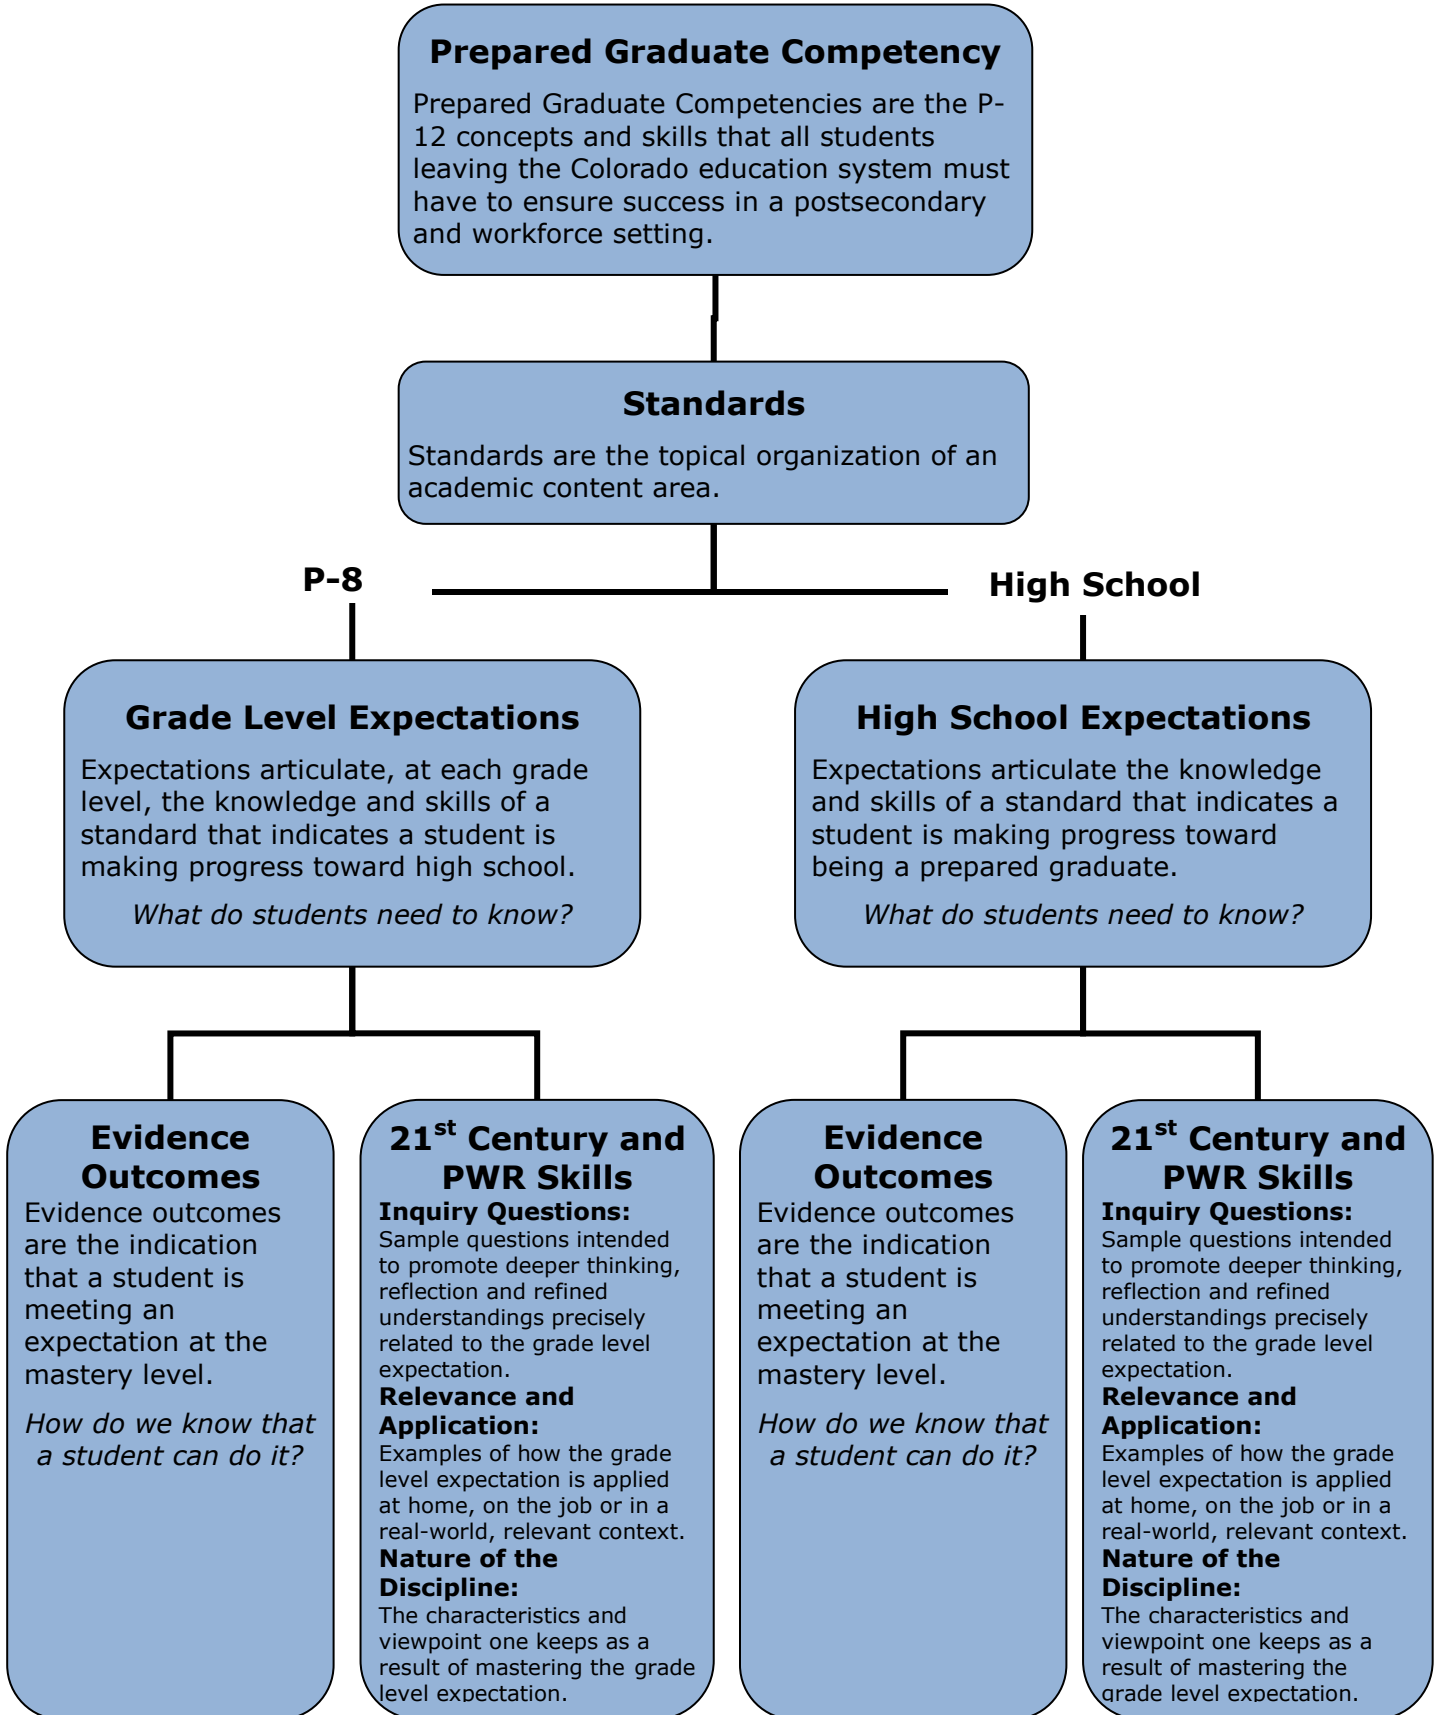 Prepared Graduate Competency
Prepared Graduate Competencies are the P-
12 concepts and skills that all students
leaving the Colorado education system must
have to ensure success in a postsecondary
and workforce setting.
Standards
Standards are the topical organization of an
academic content area.
P-8
High School
Grade Level Expectations
Expectations articulate, at each grade
level, the knowledge and skills of a
standard that indicates a student is
making progress toward high school.
What do students need to know?
High School Expectations
Expectations articulate the knowledge
and skills of a standard that indicates a
student is making progress toward
being a prepared graduate.
What do students need to know?
Evidence
Outcomes
Evidence outcomes
are the indication
that a student is
meeting an
expectation at the
mastery level.
How do we know that
a student can do it?
21st Century and
PWR Skills
Inquiry Questions:
Sample questions intended
to promote deeper thinking,
reflection and refined
understandings precisely
related to the grade level
expectation.
Relevance and
Application:
Examples of how the grade
level expectation is applied
at home, on the job or in a
real-world, relevant context.
Nature of the
Discipline:
The characteristics and
viewpoint one keeps as a
result of mastering the grade
level expectation.
Evidence
Outcomes
Evidence outcomes
are the indication
that a student is
meeting an
expectation at the
mastery level.
How do we know that
a student can do it?
21st Century and
PWR Skills
Inquiry Questions:
Sample questions intended
to promote deeper thinking,
reflection and refined
understandings precisely
related to the grade level
expectation.
Relevance and
Application:
Examples of how the grade
level expectation is applied
at home, on the job or in a
real-world, relevant context.
Nature of the
Discipline:
The characteristics and
viewpoint one keeps as a
result of mastering the
grade level expectation.